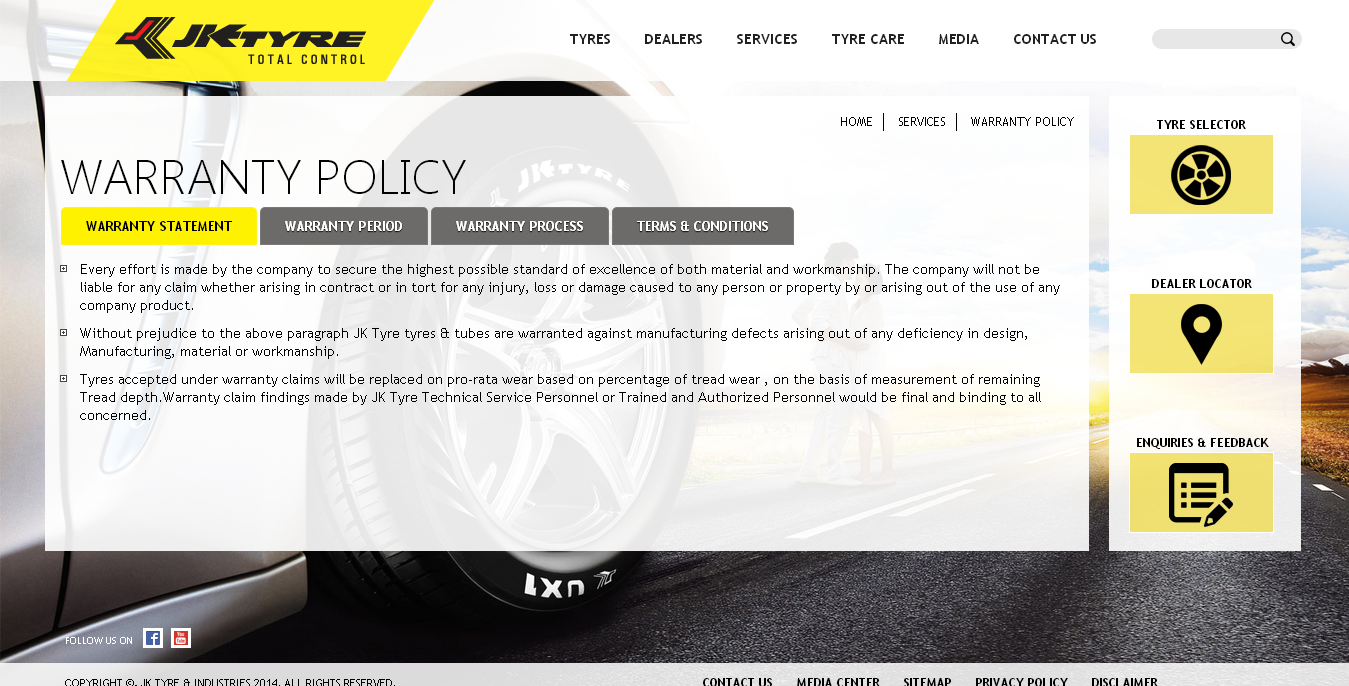 JK TYRE
TOTAL CONTROL
TYRES DEALERS SERVICES TYRE CARE MEDIA CONTACT US
HOME SERVICES WARRANTY POLICY
WARRANTY POLICY
WARRANTY STATEMENT WARRANTY PERIOD WARRANTY PROCESS TERMS & CONDITIONS
Every effort is made by the company to secure the highest possible standard of excellence of both material and workmanship. The company will not be
liable for any claim whether arising in contract or in tort for any injury, loss or damage caused to any person or property by or arising out of the use of any
company product.
Without prejudice to the above paragraph JK Tyre tyres & tubes are warranted against manufacturing defects arising out of any deficiency in design,
Manufacturing, material or workmanship.
Tyres accepted under warranty claims will be replaced on pro-rata wear based on percentage of tread wear , on the basis of measurement of remaining
Tread depth.Warranty claim findings made by JK Tyre Technical Service Personnel or Trained and Authorized Personnel would be final and binding to all
concerned.
TYRE SELECTOR
DEALER LOCATOR
ENQUIRIES & FEEDBACK
JK TYRE
FOLLOW US ON
You Tube
COPYRIGHT ©, JK TYRE & INDUSTRIES 2014. ALL RIGHTS RESERVED.
CONTACT US MEDIA CENTER SITEMAP PRIVACY POLICY DISCLAIMER